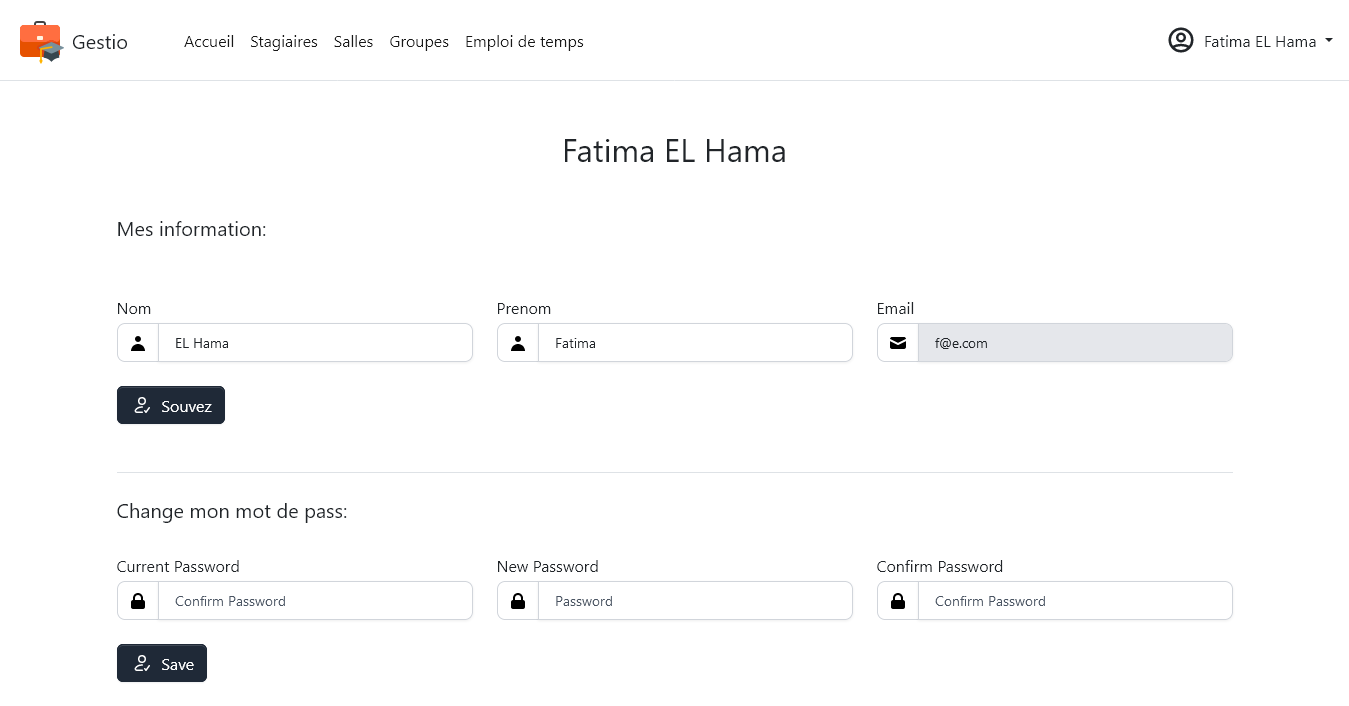 Gestio Accueil Stagiaires Salles Groupes Emploi de temps Fatima EL Hama
Fatima EL Hama
Mes information:
Nom Prenom Email
EL Hama Fatima f@e.com
Souvez
Change mon mot de pass:
Current Password New Password Confirm Password
Confirm Password Password Confirm Password
Save